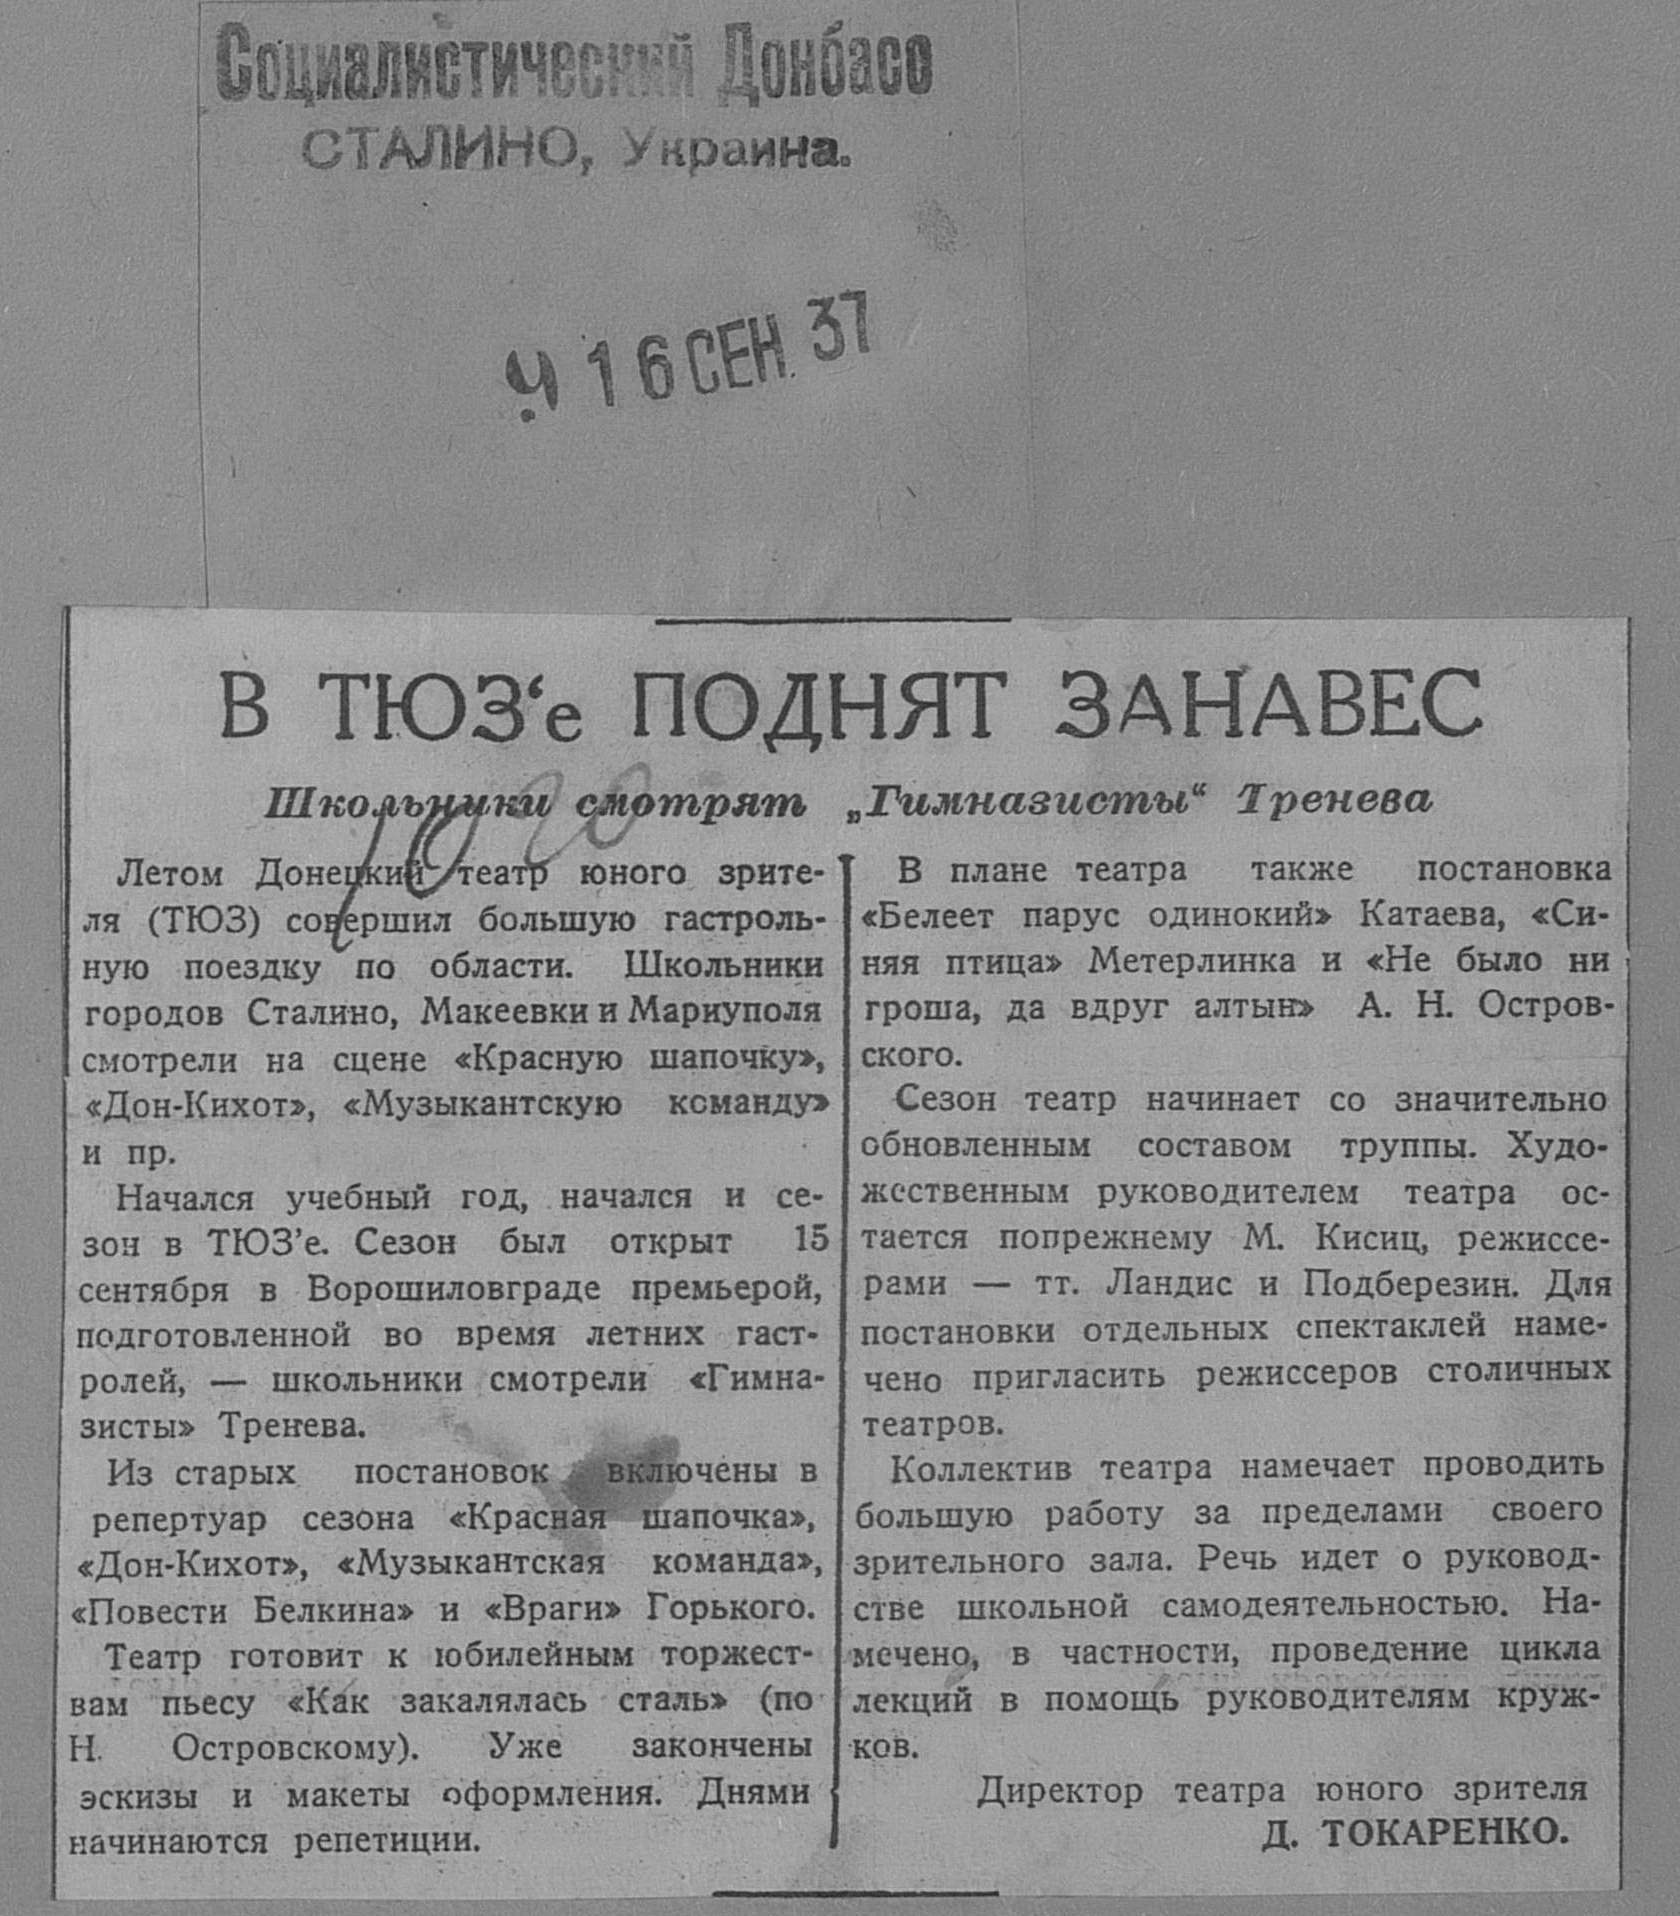 Социалистический Донбасс
СТАЛИНО, Украина.
Ч 16 СЕН. 37
В ТЮЗ‘е ПОДНЯТ ЗАНАВЕС
Школьники смотрят „Гимназисты“ Тренева
Летом Донецкий театр юного зрите-
ля (ТЮЗ) совершил большую гастроль-
ную поездку по области. Школьники
городов Сталино, Макеевки и Мариуполя
смотрели на сцене «Красную шапочку»,
«Дон-Кихот», «Музыкантскую команду»
и пр.
Начался учебный год, начался и се-
зон в ТЮЗ’е. Сезон был открыт 15
сентября в Ворошиловграде премьерой,
подготовленной во время летних гаст-
ролей, — школьники смотрели «Гимна-
зисты» Тренева.
Из старых постановок включены в
репертуар сезона «Красная шапочка»,
«Дон-Кихот», «Музыкантская команда»,
«Повести Белкина» и «Враги» Горького.
Театр готовит к юбилейным торжест-
вам пьесу «Как закалялась сталь» (по
Н. Островскому). Уже закончены
эскизы и макеты оформления. Днями
начинаются репетиции.
В плане театра также постановка
«Белеет парус одинокий» Катаева, «Си-
няя птица» Метерлинка и «Не было ни
гроша, да вдруг алтын» А. Н. Остров-
ского.
Сезон театр начинает со значительно
обновленным составом труппы. Худо-
жественным руководителем театра ос-
тается попрежнему М. Кисиц, режиссе-
рами — тт. Ландис и Подберезин. Для
постановки отдельных спектаклей наме-
чено пригласить режиссеров столичных
театров.
Коллектив театра намечает проводить
большую работу за пределами своего
зрительного зала. Речь идет о руковод-
стве школьной самодеятельностью. На-
мечено, в частности, проведение цикла
лекций в помощь руководителям круж-
ков.
Директор театра юного зрителя
Д. ТОКАРЕНКО.